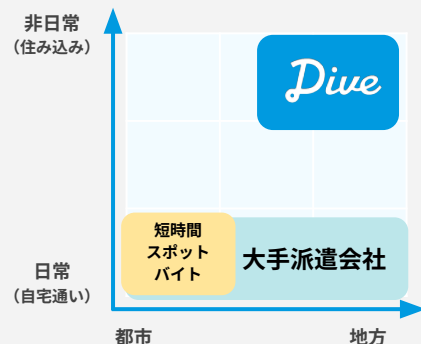 非日常
（住み込み）
Dive
短時間
スポット
バイト
大手派遣会社
日常
（自宅通い）
都市
地方